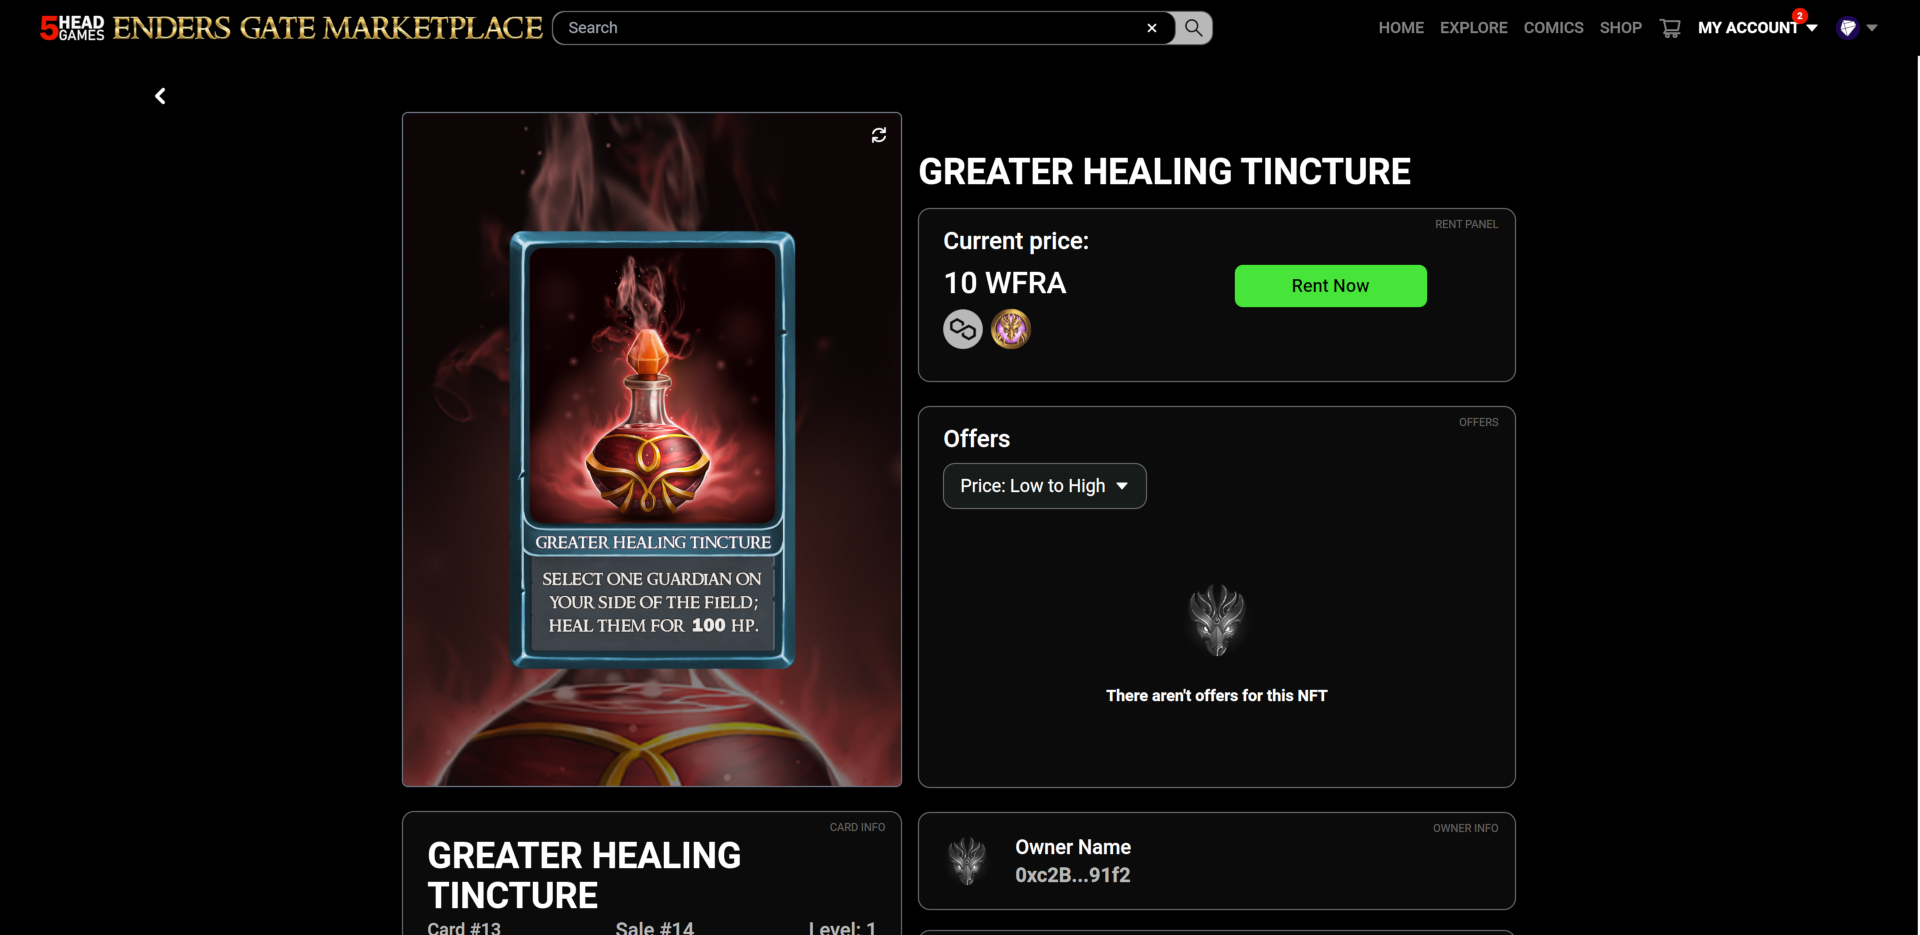 5HEAD GAMES ENDERS GATE MARKETPLACE
Search
HOME EXPLORE COMICS SHOP MY ACCOUNT 2
GREATER HEALING TINCTURE
SELECT ONE GUARDIAN ON
YOUR SIDE OF THE FIELD;
HEAL THEM FOR 100 HP.
GREATER HEALING TINCTURE
RENT PANEL
Current price:
10 WFRA
Rent Now
OFFERS
Offers
Price: Low to High
There aren't offers for this NFT
CARD INFO
GREATER HEALING
TINCTURE
Card #13 Sale #14 Level: 1
OWNER INFO
Owner Name
0xc2B...91f2